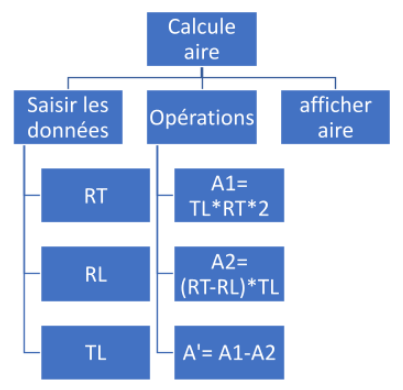 Calcule
aire
Saisir les
données
Opérations
afficher
aire
RT
A1=
TL*RT*2
RL
A2=
(RT-RL)*TL
TL
A'= A1-A2